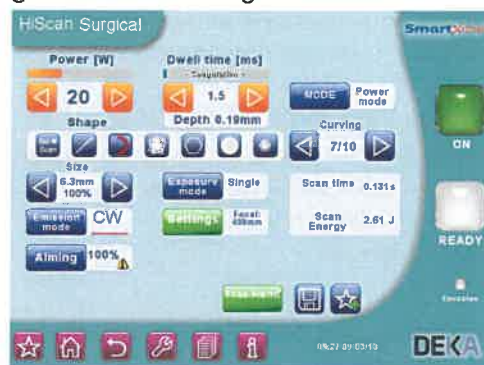 HiScan Surgical
Smart
Power [W]
Dwell time [ms]
- Coagulation -
20
1.5
MODE
Power
mode
Shape
Depth 0.19mm
Curving
7/10
ON
Size
6.3mm
100%
Exposure
mode
Single
Scan time 0.131s
Emission
mode
CW
Settings
Focal:
Scan
Energy
2.61 J
READY
Aiming
100%
Emission
DEKA